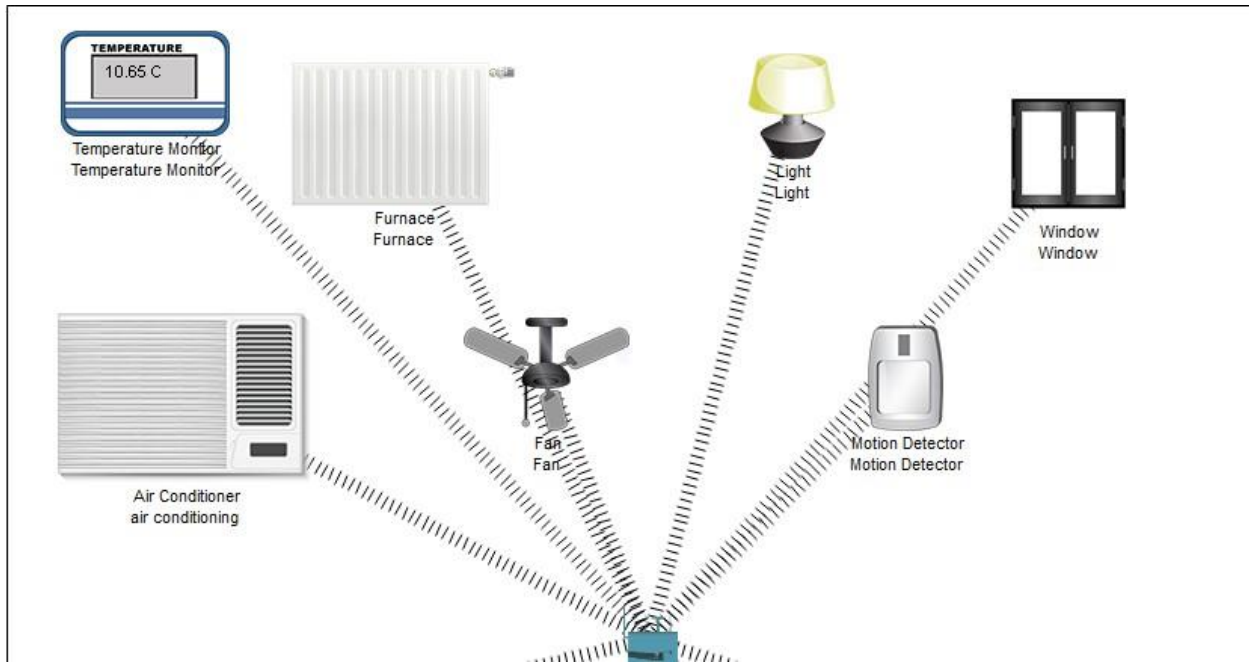 TEMPERATURE
10.65 C
Temperature Monitor
Temperature Monitor
Furnace
Furnace
Light
Light
Window
Window
Fan
Fan
Motion Detector
Motion Detector
Air Conditioner
air conditioning